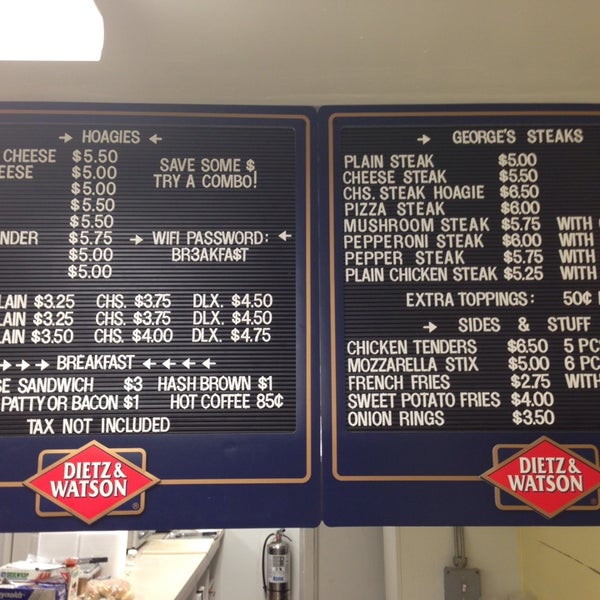 → HOAGIES ←
CHEESE $5.50
EESE $5.00
$5.00
$5.50
$5.50
NDER $5.75
$5.00
$5.00
SAVE SOME $
TRY A COMBO!
→ WIFI PASSWORD: ←
BR3AKFA$T
LAIN $3.25 CHS. $3.75 DLX. $4.50
LAIN $3.25 CHS. $3.75 DLX. $4.50
LAIN $3.50 CHS. $4.00 DLX. $4.75
→→→→ BREAKFAST ←←←←
SE SANDWICH $3 HASH BROWN $1
PATTY OR BACON $1 HOT COFFEE 85¢
TAX NOT INCLUDED
DIETZ &
WATSON
®
→ GEORGE'S STEAKS
PLAIN STEAK $5.00
CHEESE STEAK $5.50
CHS. STEAK HOAGIE $6.50
PIZZA STEAK $6.00
MUSHROOM STEAK $5.75 WITH
PEPPERONI STEAK $6.00 WITH
PEPPER STEAK $5.75 WITH
PLAIN CHICKEN STEAK $5.25 WITH
EXTRA TOPPINGS: 50¢
→ SIDES & STUFF
CHICKEN TENDERS $6.50 5 PCS
MOZZARELLA STIX $5.00 6 PC
FRENCH FRIES $2.75 WITH
SWEET POTATO FRIES $4.00
ONION RINGS $3.50
DIETZ &
WATSON
®